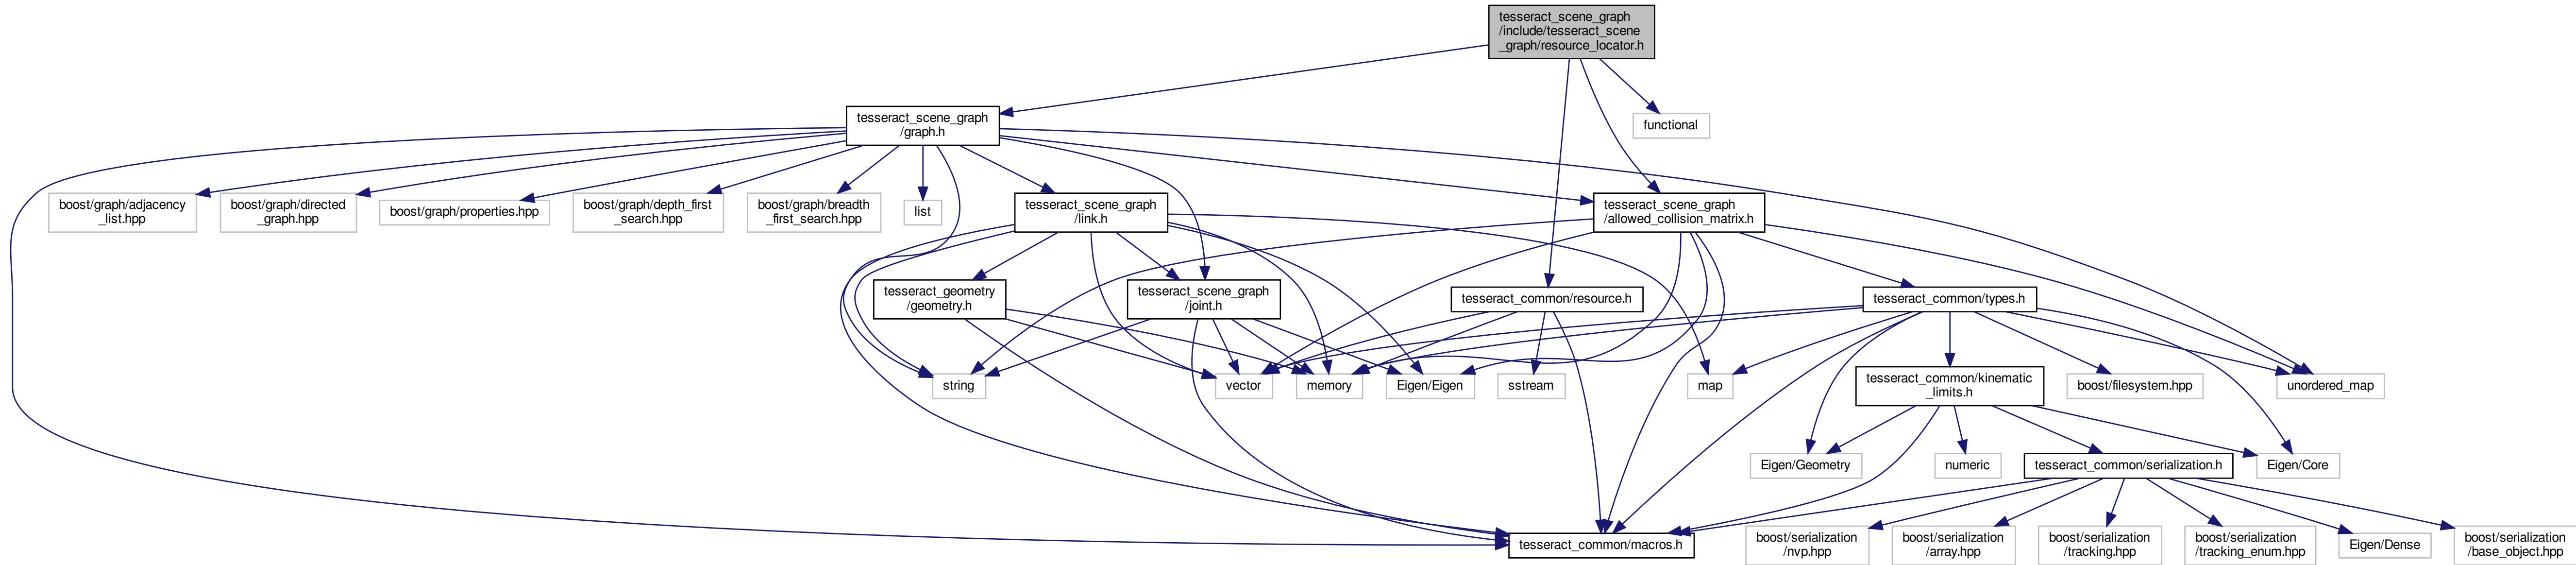 tesseract_scene_graph
/include/tesseract_scene
_graph/resource_locator.h
tesseract_scene_graph
/graph.h
functional
boost/graph/adjacency
_list.hpp
boost/graph/directed
_graph.hpp
boost/graph/properties.hpp
boost/graph/depth_first
_search.hpp
boost/graph/breadth
_first_search.hpp
list
tesseract_scene_graph
/link.h
tesseract_scene_graph
/allowed_collision_matrix.h
tesseract_geometry
/geometry.h
tesseract_scene_graph
/joint.h
tesseract_common/resource.h
tesseract_common/types.h
string
vector
memory
Eigen/Eigen
sstream
map
tesseract_common/kinematic
_limits.h
boost/filesystem.hpp
unordered_map
Eigen/Geometry
numeric
tesseract_common/serialization.h
Eigen/Core
tesseract_common/macros.h
boost/serialization
/nvp.hpp
boost/serialization
/array.hpp
boost/serialization
/tracking.hpp
boost/serialization
/tracking_enum.hpp
Eigen/Dense
boost/serialization
/base_object.hpp